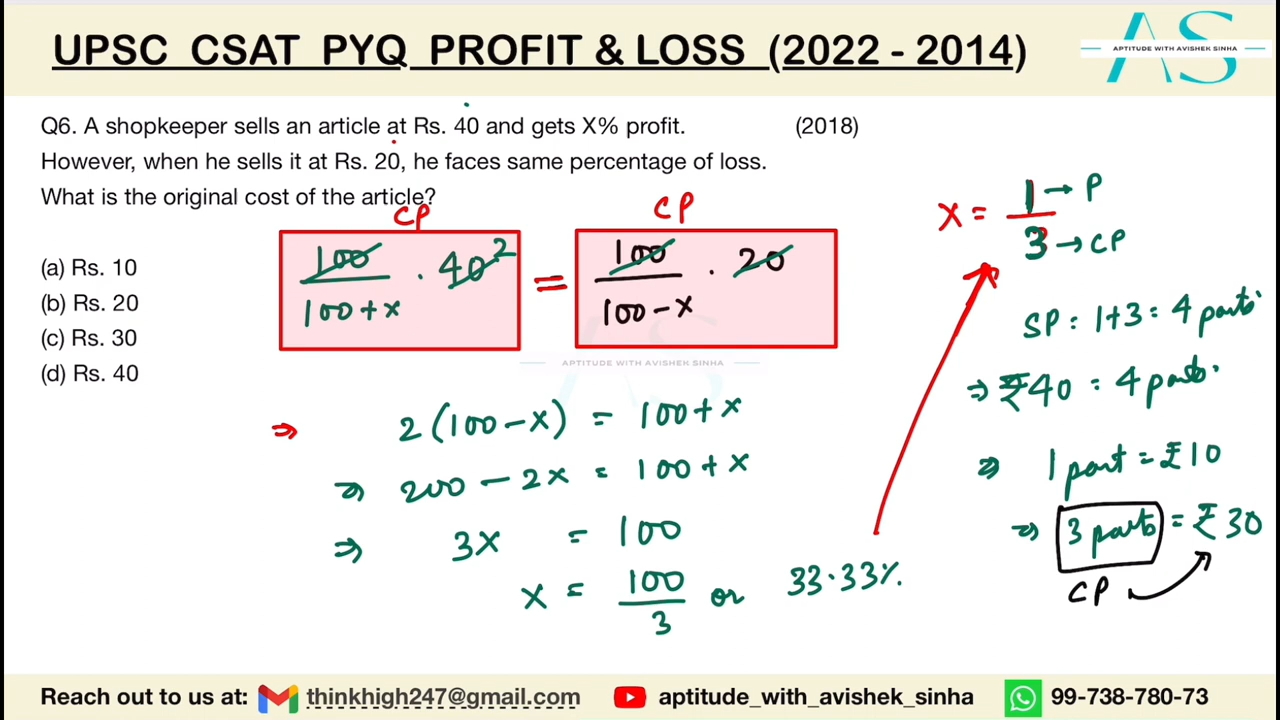 UPSC CSAT PYQ PROFIT & LOSS (2022 - 2014)
AS
APTITUDE WITH AVISHEK SINHA
Q6. A shopkeeper sells an article at Rs. 40 and gets X% profit. (2018)
However, when he sells it at Rs. 20, he faces same percentage of loss.
What is the original cost of the article?
(a) Rs. 10
(b) Rs. 20
(c) Rs. 30
(d) Rs. 40
CP
100/100+x · 40 2
=
CP
100/100-x · 20
APTITUDE WITH AVISHEK SINHA
⇒ 2(100-x) = 100+x
⇒ 200-2x = 100+x
⇒ 3x = 100
x = 100/3 or 33.33%
x = 1/3
1 → P
3 → CP
SP = 1+3 = 4 parts
⇒ ₹40 = 4 parts
⇒ 1 part = ₹10
⇒ 3 parts = ₹30
CP
Reach out to us at: thinkhigh247@gmail.com aptitude_with_avishek_sinha 99-738-780-73